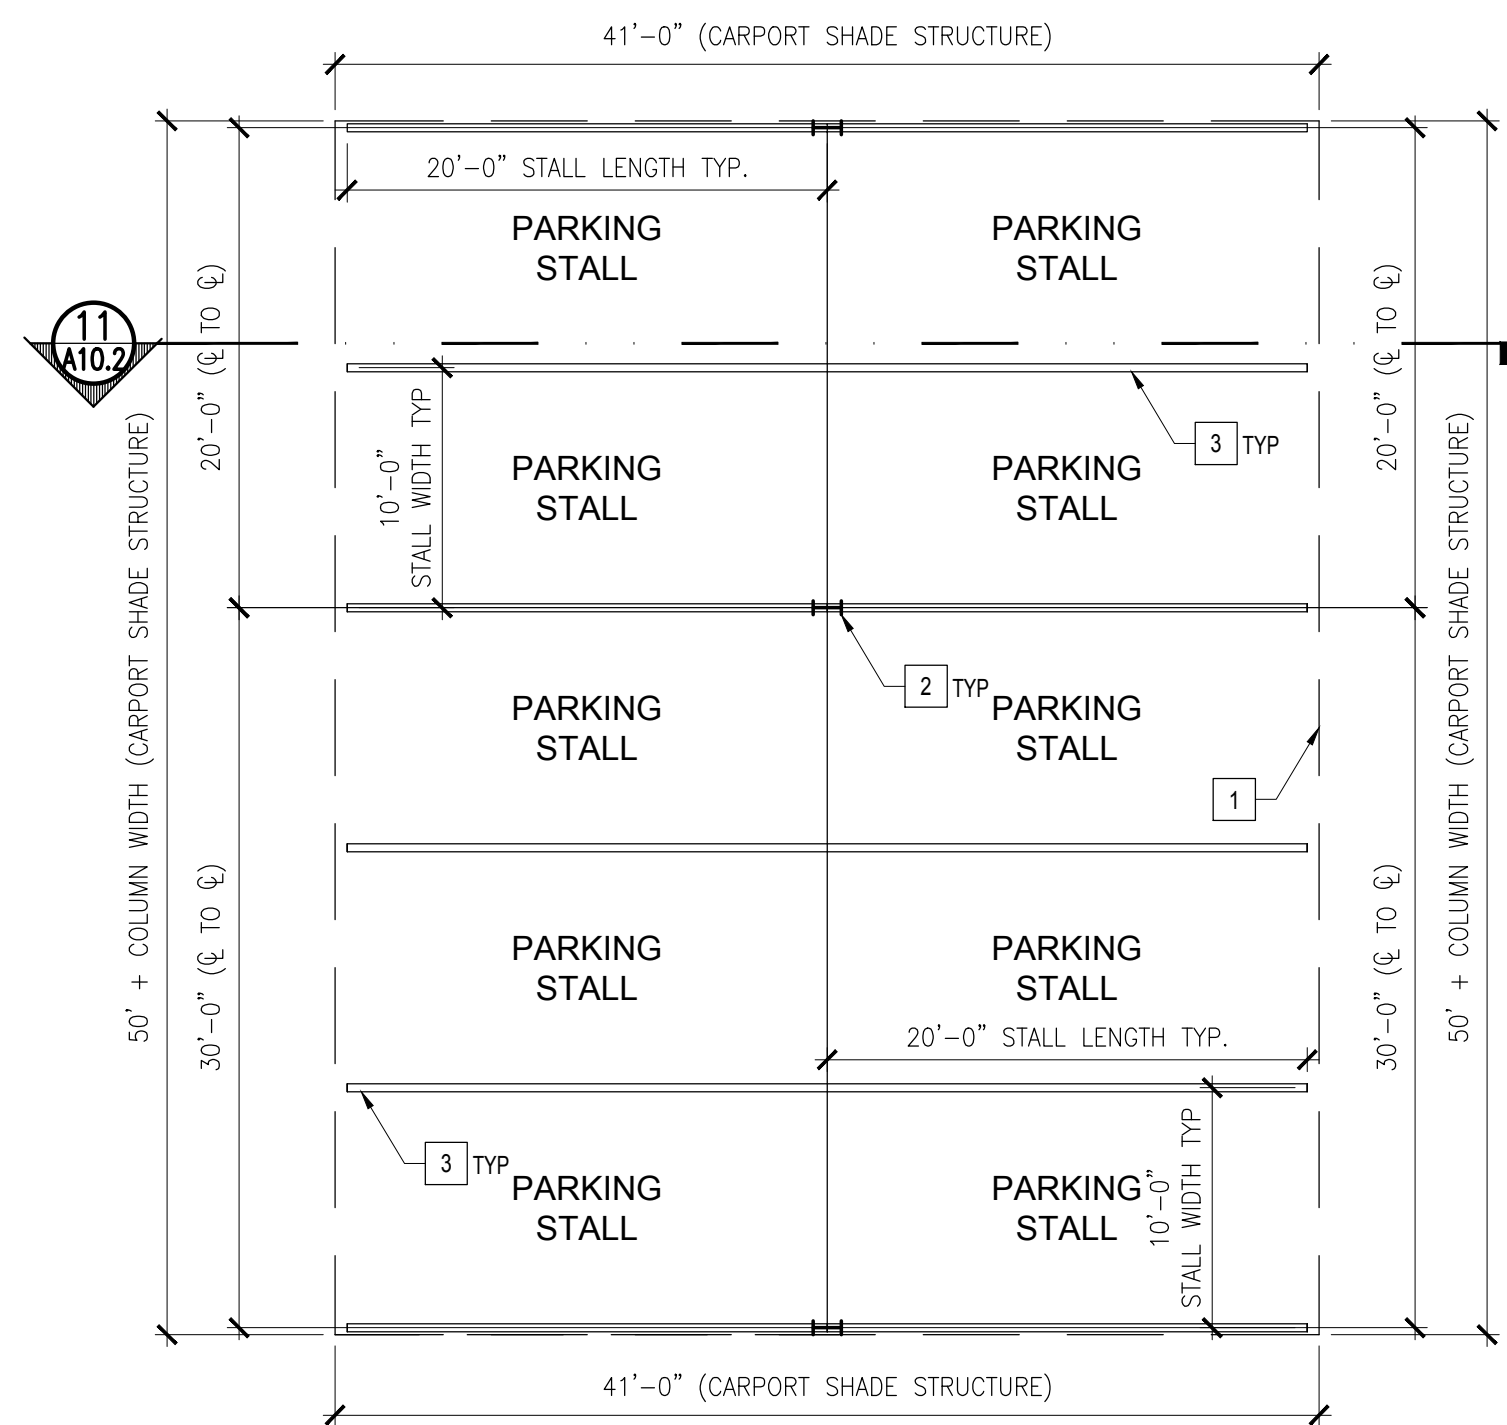 41'-0" (CARPORT SHADE STRUCTURE)
20'-0" STALL LENGTH TYP.
PARKING
STALL
PARKING
STALL
20'-0" (℄ TO ℄)
20'-0" (℄ TO ℄)
11
A10.2
3 TYP
10'-0"
STALL WIDTH TYP
PARKING
STALL
PARKING
STALL
50' + COLUMN WIDTH (CARPORT SHADE STRUCTURE)
50' + COLUMN WIDTH (CARPORT SHADE STRUCTURE)
2 TYP
PARKING
STALL
PARKING
STALL
1
30'-0" (℄ TO ℄)
30'-0" (℄ TO ℄)
PARKING
STALL
PARKING
STALL
20'-0" STALL LENGTH TYP.
3 TYP
PARKING
STALL
PARKING
STALL
10'-0"
STALL WIDTH TYP
41'-0" (CARPORT SHADE STRUCTURE)